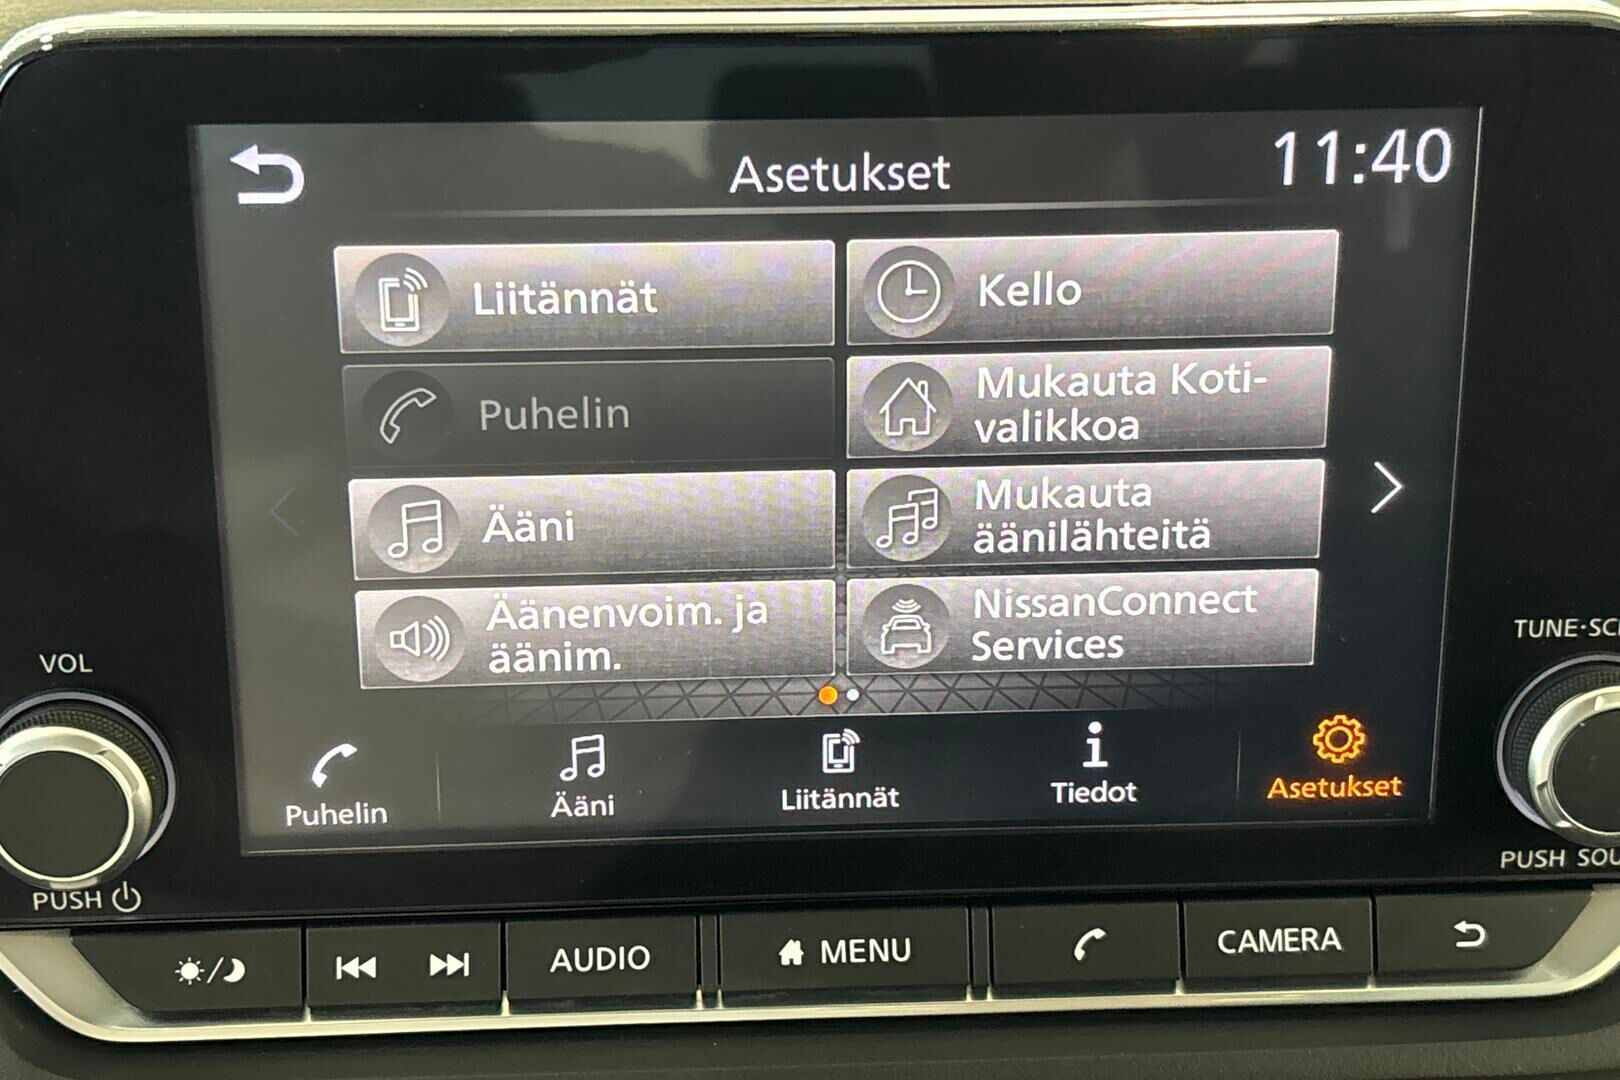 Asetukset
11:40
Liitännät
Kello
Puhelin
Mukauta Koti-
valikkoa
Ääni
Mukauta
äänilähteitä
Äänenvoim. ja
äänim.
NissanConnect
Services
Puhelin
Ääni
Liitännät
Tiedot
Asetukset
VOL
PUSH
TUNE·SC
PUSH SOU
AUDIO
MENU
CAMERA